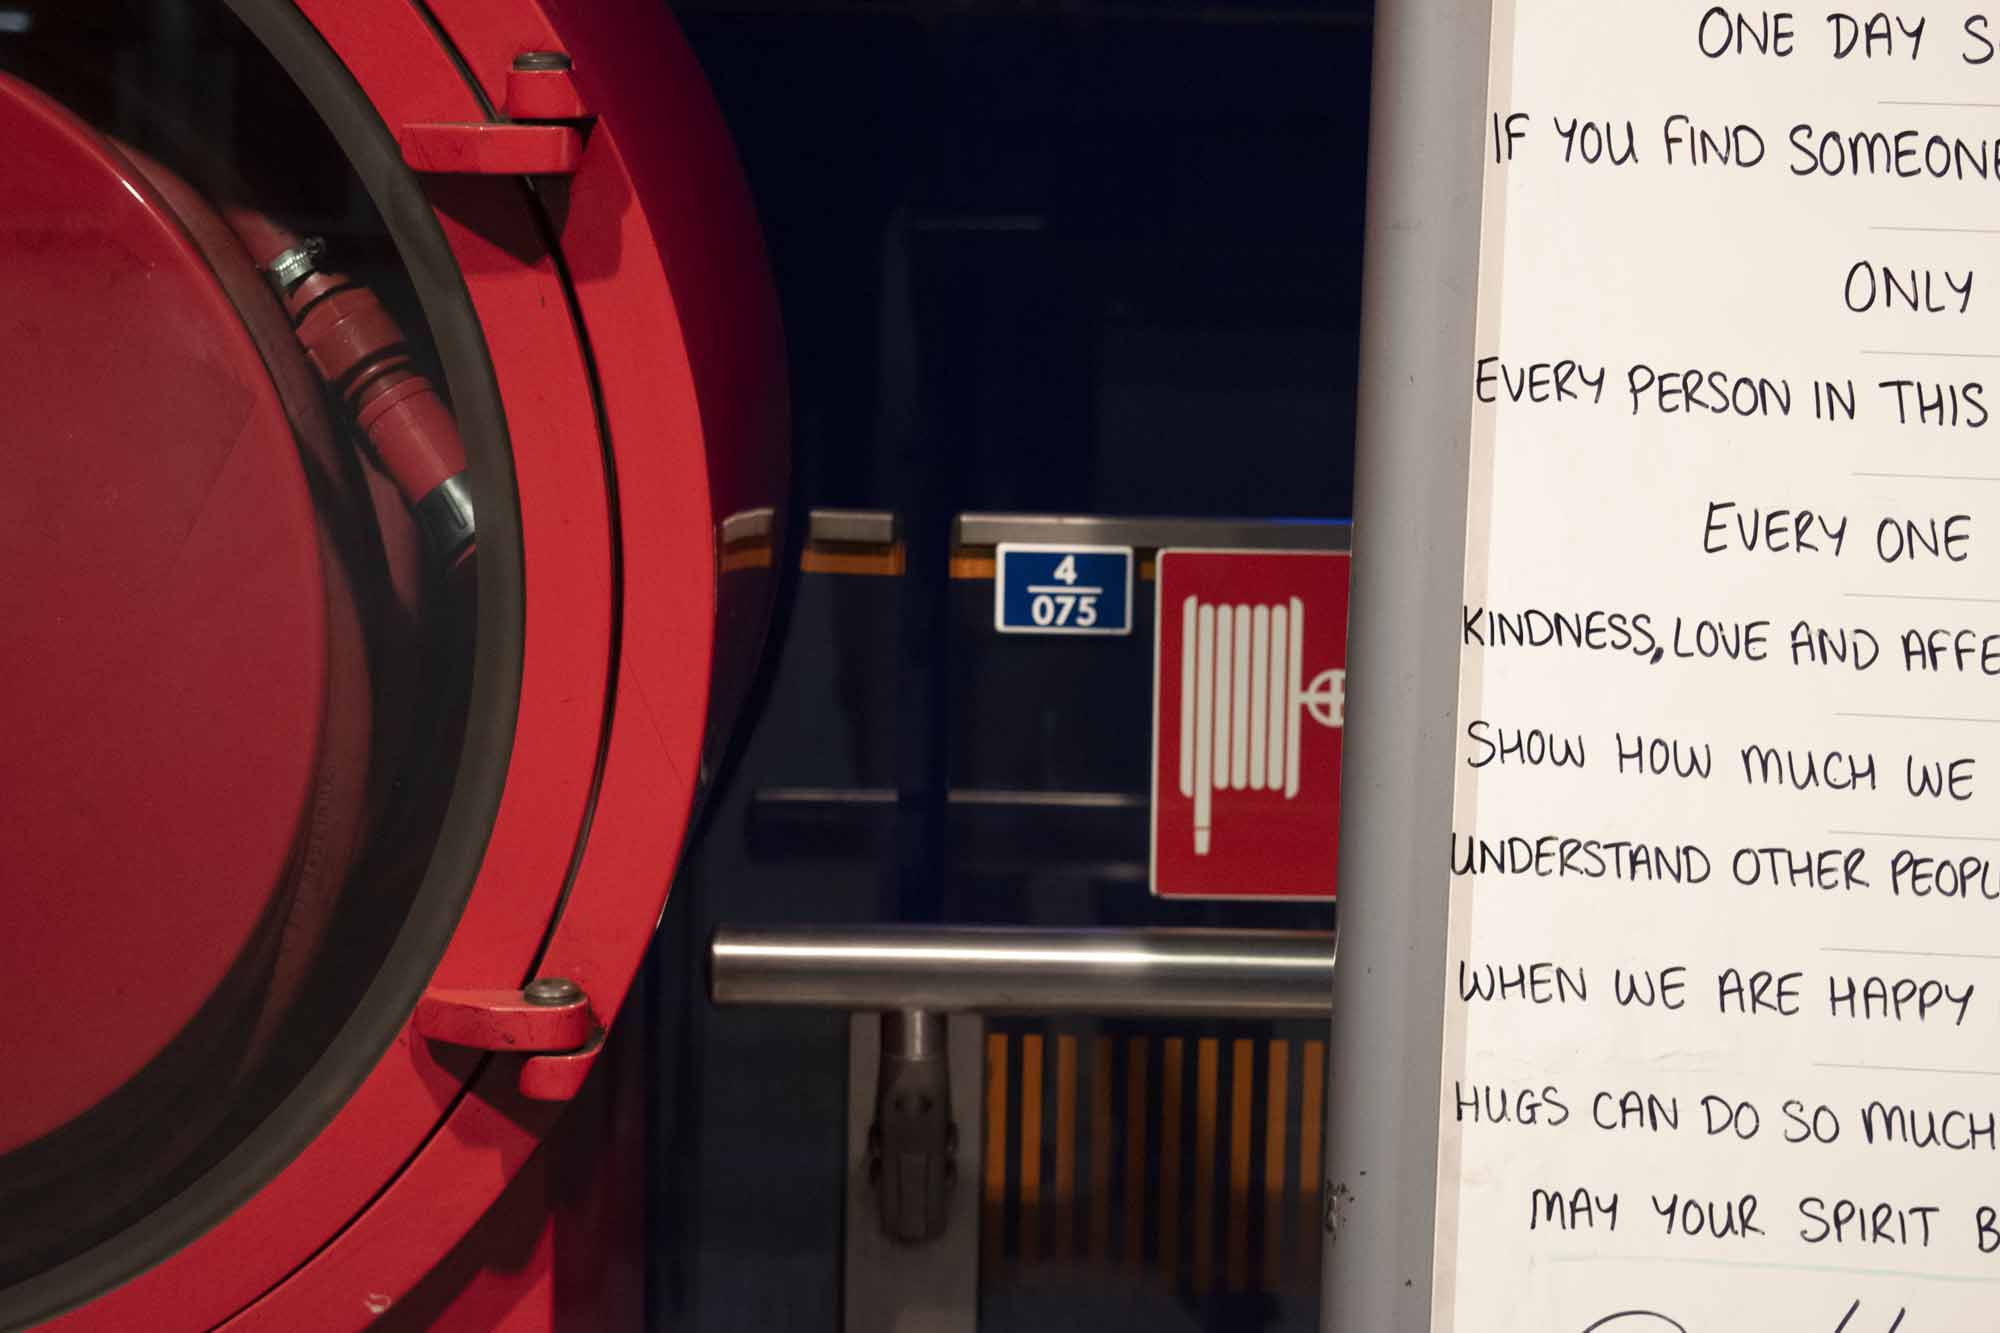 4
075
ONE DAY
IF YOU FIND SOMEONE
ONLY
EVERY PERSON IN THIS
EVERY ONE
KINDNESS, LOVE AND AFFE
SHOW HOW MUCH WE
UNDERSTAND OTHER PEOPL
WHEN WE ARE HAPPY
HUGS CAN DO SO MUCH
MAY YOUR SPIRIT B